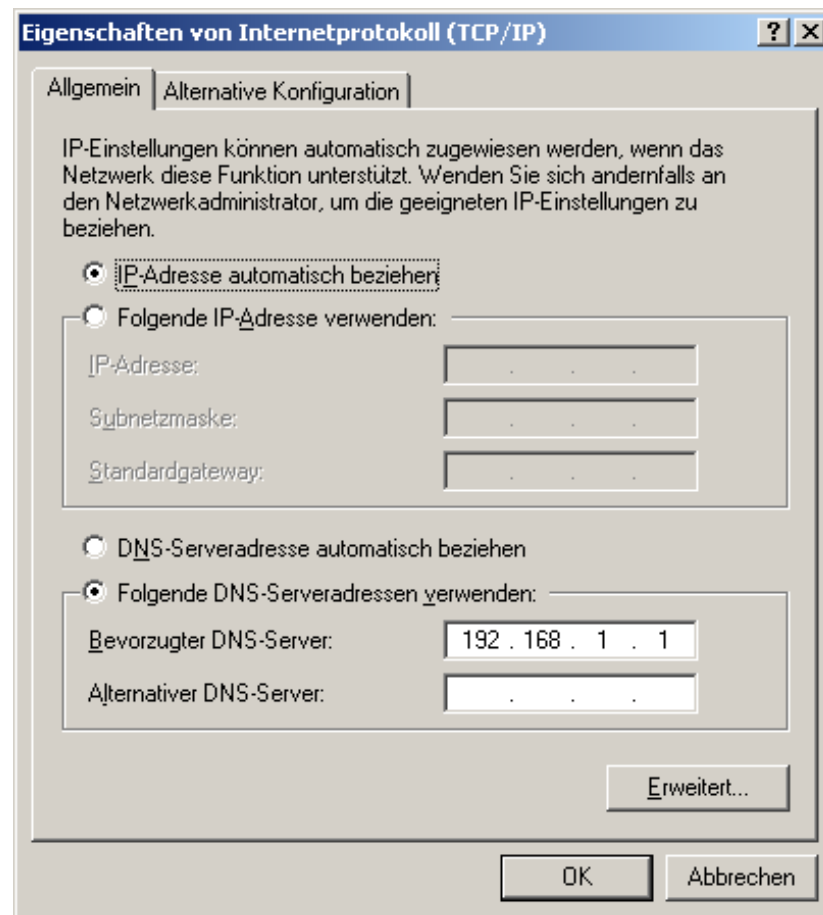 Eigenschaften von Internetprotokoll (TCP/IP)
Allgemein
Alternative Konfiguration
IP-Einstellungen können automatisch zugewiesen werden, wenn das
Netzwerk diese Funktion unterstützt. Wenden Sie sich andernfalls an
den Netzwerkadministrator, um die geeigneten IP-Einstellungen zu
beziehen.
IP-Adresse automatisch beziehen
Folgende IP-Adresse verwenden:
IP-Adresse:
Subnetzmaske:
Standardgateway:
DNS-Serveradresse automatisch beziehen
Folgende DNS-Serveradressen verwenden:
Bevorzugter DNS-Server: 192 . 168 . 1 . 1
Alternativer DNS-Server:
Erweitert...
OK Abbrechen